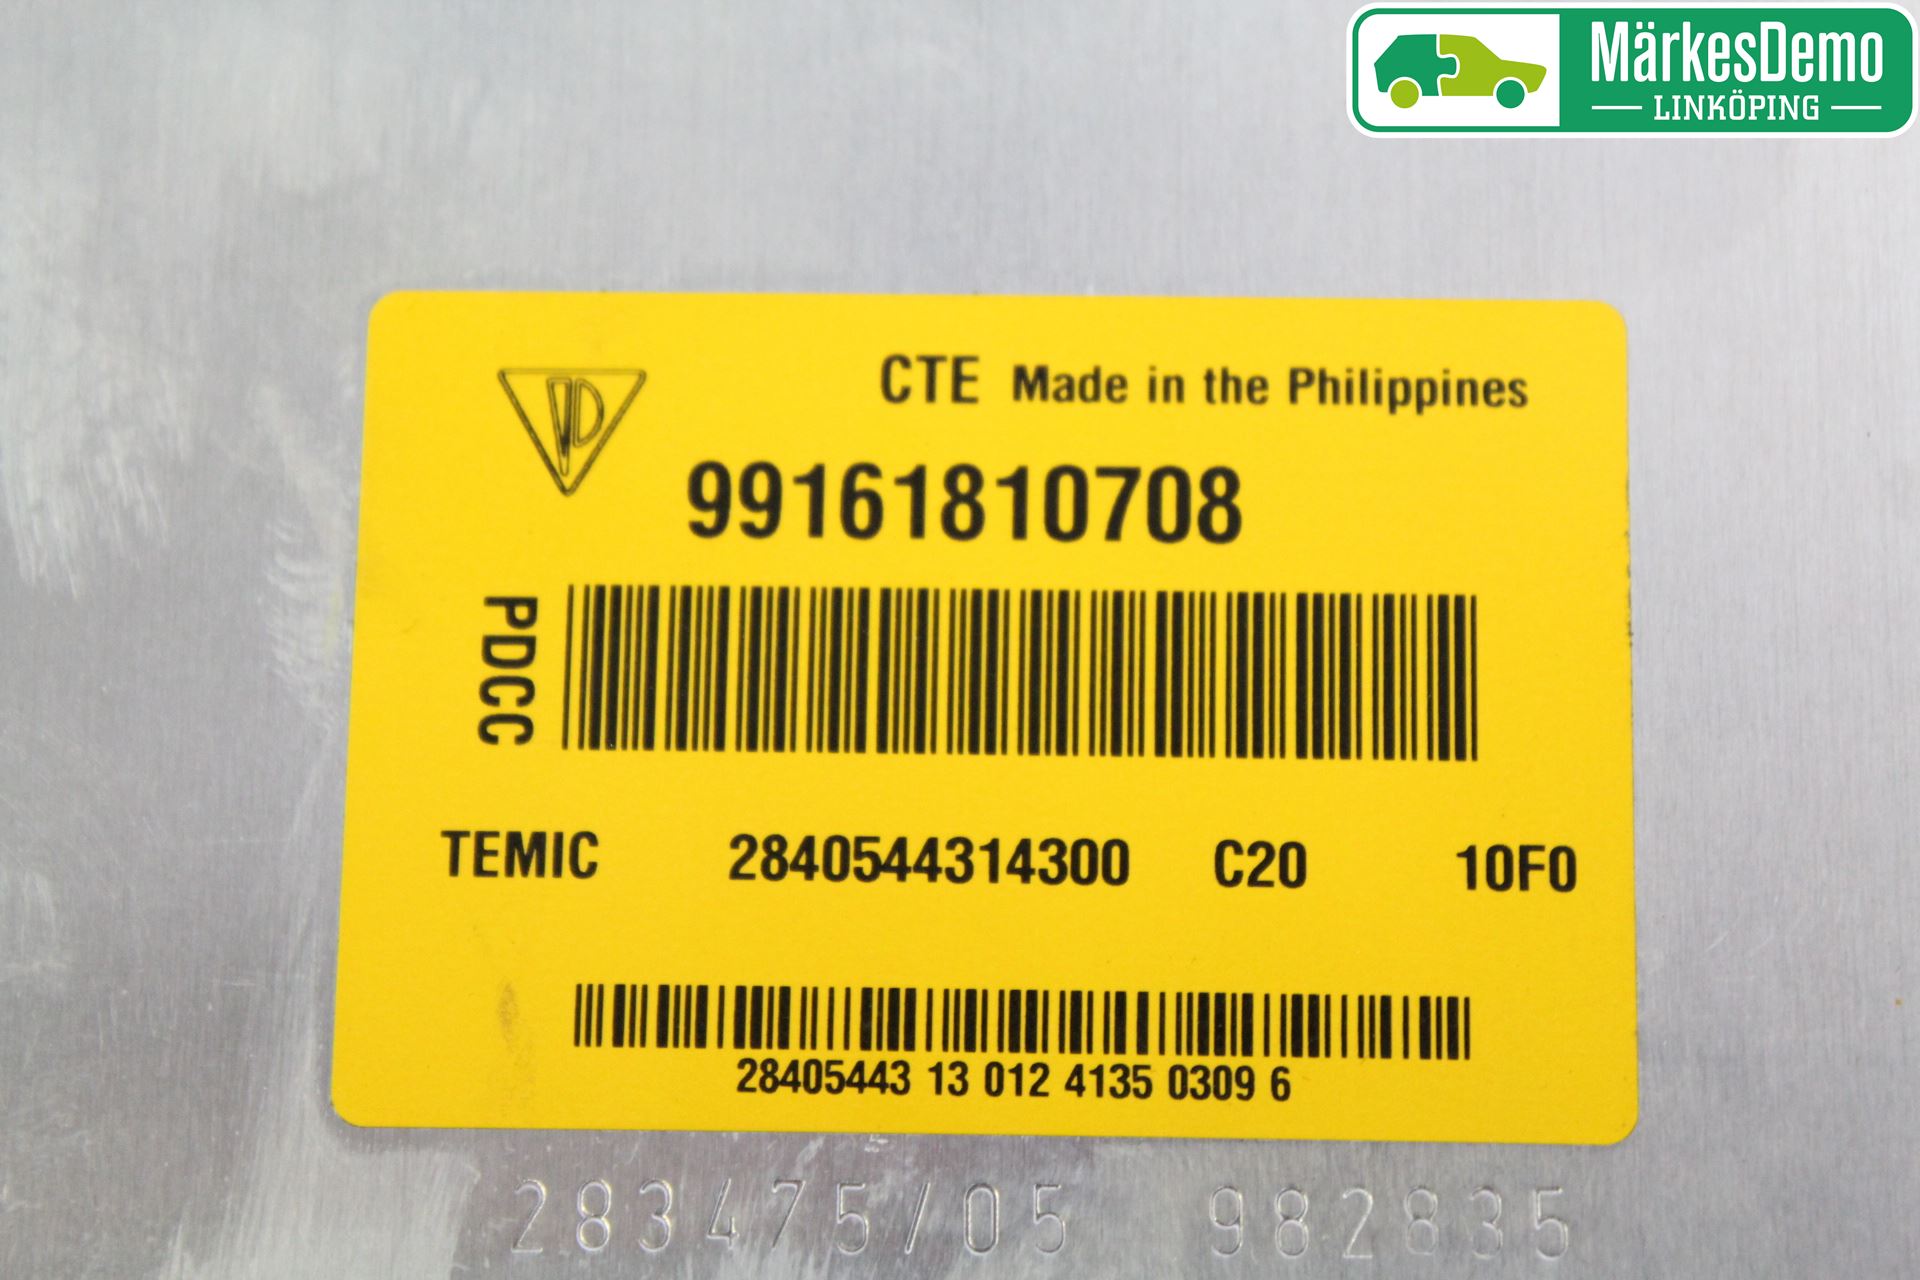 MärkesDemo
LINKÖPING
CTE Made in the Philippines
99161810708
PDCC
TEMIC 2840544314300 C20 10F0
28405443 13 012 4135 0309 6
283475/05 982835